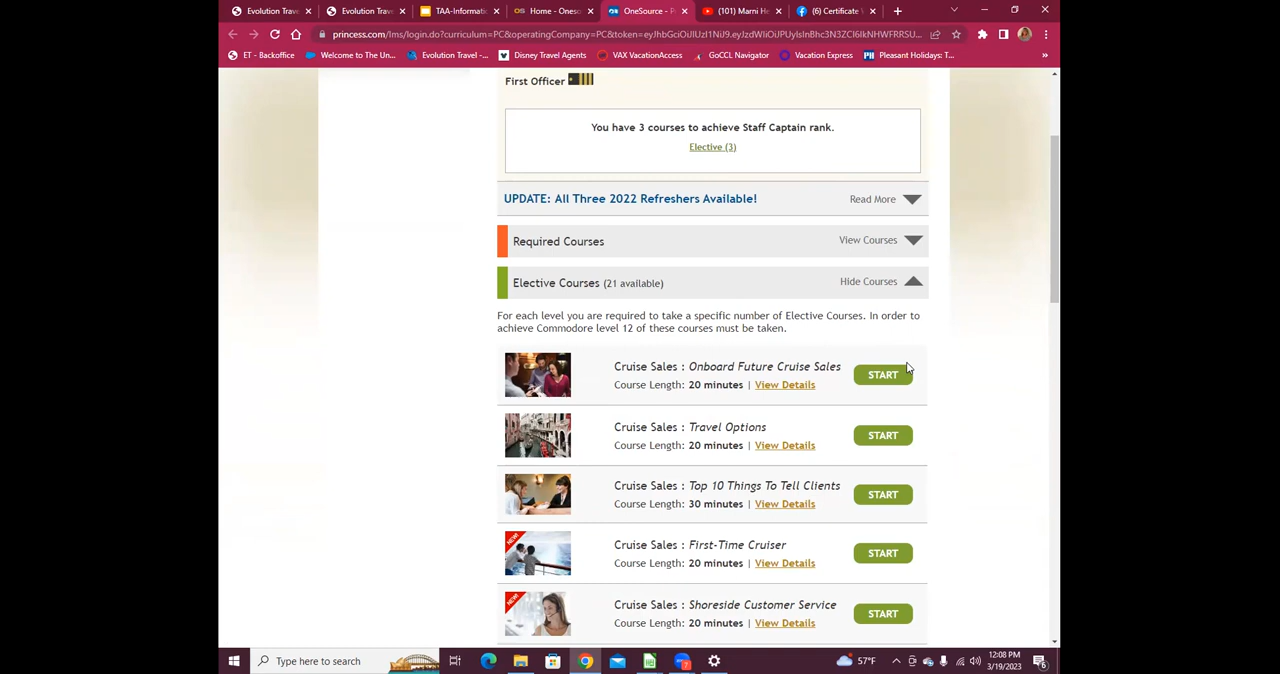 Evolution Trave
Evolution Trave
TAA-Informati
Home - Oneso
OneSource - P
(101) Marni He
(6) Certificate
princess.com/lms/login.do?curriculum=PC&operatingCompany=PC&token=
ET - Backoffice
Welcome to The Un...
Evolution Travel -...
Disney Travel Agents
VAX VacationAccess
GoCCL Navigator
Vacation Express
Pleasant Holidays: T...
First Officer
You have 3 courses to achieve Staff Captain rank.
Elective (3)
UPDATE: All Three 2022 Refreshers Available!
Read More
Required Courses
View Courses
Elective Courses (21 available)
Hide Courses
For each level you are required to take a specific number of Elective Courses. In order to
achieve Commodore level 12 of these courses must be taken.
Cruise Sales : Onboard Future Cruise Sales
Course Length: 20 minutes | View Details
START
Cruise Sales : Travel Options
Course Length: 20 minutes | View Details
START
Cruise Sales : Top 10 Things To Tell Clients
Course Length: 30 minutes | View Details
START
NEW!
Cruise Sales : First-Time Cruiser
Course Length: 20 minutes | View Details
START
NEW!
Cruise Sales : Shoreside Customer Service
Course Length: 20 minutes | View Details
START
Type here to search
57°F
12:08 PM
3/19/2023